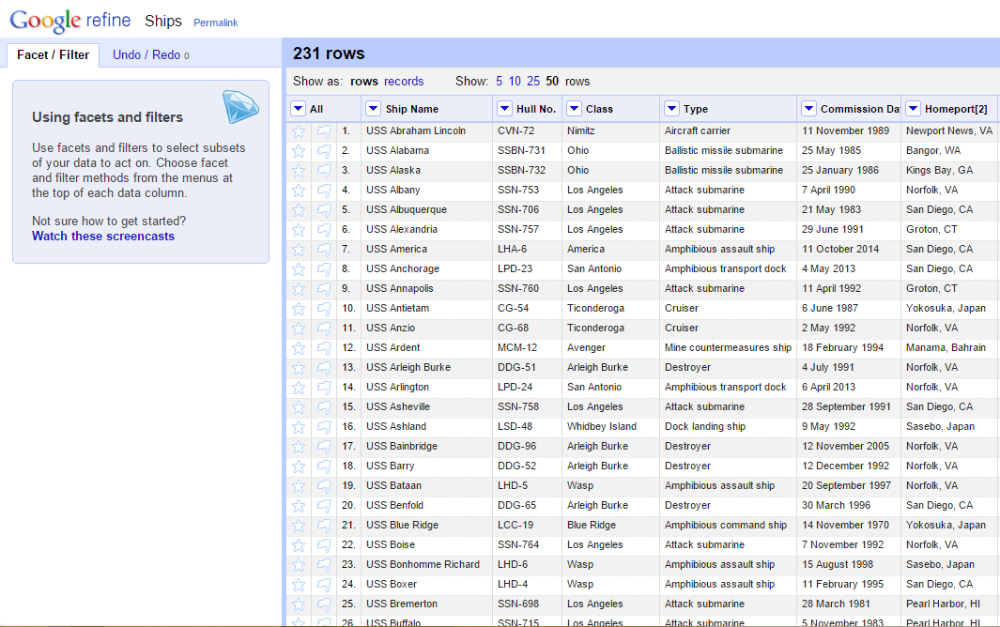 Google refine Ships Permalink
Facet / Filter Undo / Redo 0
Using facets and filters
Use facets and filters to select subsets
of your data to act on. Choose facet
and filter methods from the menus at
the top of each data column.
Not sure how to get started?
Watch these screencasts
231 rows
Show as: rows records Show: 5 10 25 50 rows
All Ship Name Hull No. Class Type Commission Dat Homeport[2]
1. USS Abraham Lincoln CVN-72 Nimitz Aircraft carrier 11 November 1989 Newport News, VA
2. USS Alabama SSBN-731 Ohio Ballistic missile submarine 25 May 1985 Bangor, WA
3. USS Alaska SSBN-732 Ohio Ballistic missile submarine 25 January 1986 Kings Bay, GA
4. USS Albany SSN-753 Los Angeles Attack submarine 7 April 1990 Norfolk, VA
5. USS Albuquerque SSN-706 Los Angeles Attack submarine 21 May 1983 San Diego, CA
6. USS Alexandria SSN-757 Los Angeles Attack submarine 29 June 1991 Groton, CT
7. USS America LHA-6 America Amphibious assault ship 11 October 2014 San Diego, CA
8. USS Anchorage LPD-23 San Antonio Amphibious transport dock 4 May 2013 San Diego, CA
9. USS Annapolis SSN-760 Los Angeles Attack submarine 11 April 1992 Groton, CT
10. USS Antietam CG-54 Ticonderoga Cruiser 6 June 1987 Yokosuka, Japan
11. USS Anzio CG-68 Ticonderoga Cruiser 2 May 1992 Norfolk, VA
12. USS Ardent MCM-12 Avenger Mine countermeasures ship 18 February 1994 Manama, Bahrain
13. USS Arleigh Burke DDG-51 Arleigh Burke Destroyer 4 July 1991 Norfolk, VA
14. USS Arlington LPD-24 San Antonio Amphibious transport dock 6 April 2013 Norfolk, VA
15. USS Asheville SSN-758 Los Angeles Attack submarine 28 September 1991 San Diego, CA
16. USS Ashland LSD-48 Whidbey Island Dock landing ship 9 May 1992 Sasebo, Japan
17. USS Bainbridge DDG-96 Arleigh Burke Destroyer 12 November 2005 Norfolk, VA
18. USS Barry DDG-52 Arleigh Burke Destroyer 12 December 1992 Norfolk, VA
19. USS Bataan LHD-5 Wasp Amphibious assault ship 20 September 1997 Norfolk, VA
20. USS Benfold DDG-65 Arleigh Burke Destroyer 30 March 1996 San Diego, CA
21. USS Blue Ridge LCC-19 Blue Ridge Amphibious command ship 14 November 1970 Yokosuka, Japan
22. USS Boise SSN-764 Los Angeles Attack submarine 7 November 1992 Norfolk, VA
23. USS Bonhomme Richard LHD-6 Wasp Amphibious assault ship 15 August 1998 Sasebo, Japan
24. USS Boxer LHD-4 Wasp Amphibious assault ship 11 February 1995 San Diego, CA
25. USS Bremerton SSN-698 Los Angeles Attack submarine 28 March 1981 Pearl Harbor, HI
26. USS Buffalo SSN-715 Los Angeles Attack submarine 5 November 1983 Pearl Harbor, HI